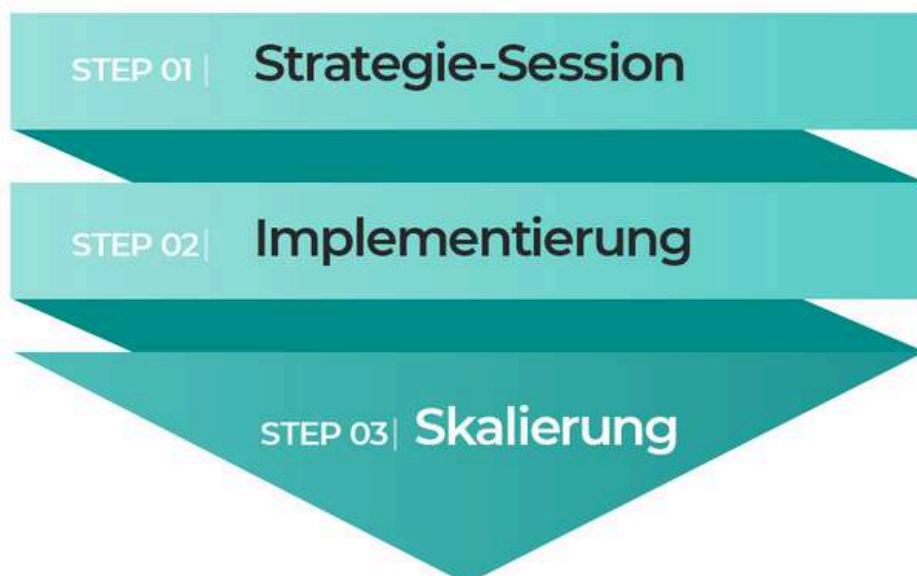 STEP 01| Strategie-Session
STEP 02| Implementierung
STEP 03| Skalierung